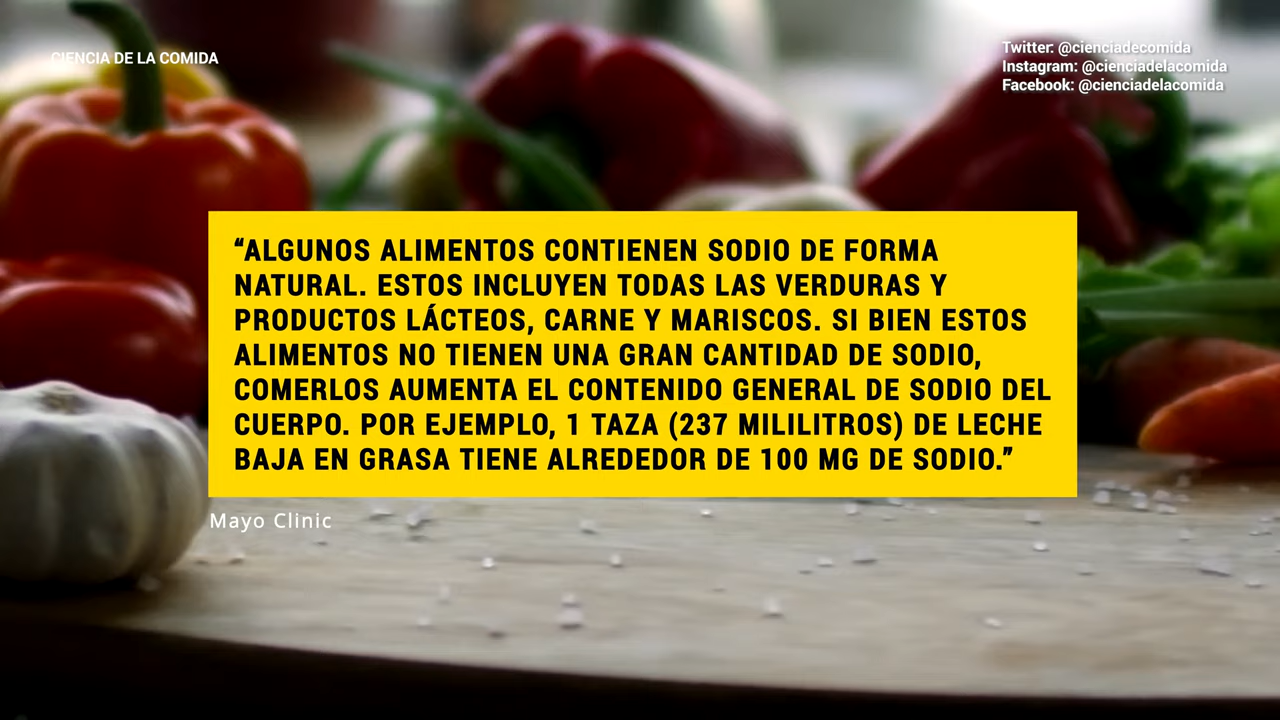 CIENCIA DE LA COMIDA
Twitter: @cienciadecomida
Instagram: @cienciadelacomida
Facebook: @cienciadelacomida
“ALGUNOS ALIMENTOS CONTIENEN SODIO DE FORMA
NATURAL. ESTOS INCLUYEN TODAS LAS VERDURAS Y
PRODUCTOS LÁCTEOS, CARNE Y MARISCOS. SI BIEN ESTOS
ALIMENTOS NO TIENEN UNA GRAN CANTIDAD DE SODIO,
COMERLOS AUMENTA EL CONTENIDO GENERAL DE SODIO DEL
CUERPO. POR EJEMPLO, 1 TAZA (237 MILILITROS) DE LECHE
BAJA EN GRASA TIENE ALREDEDOR DE 100 MG DE SODIO.”
Mayo Clinic